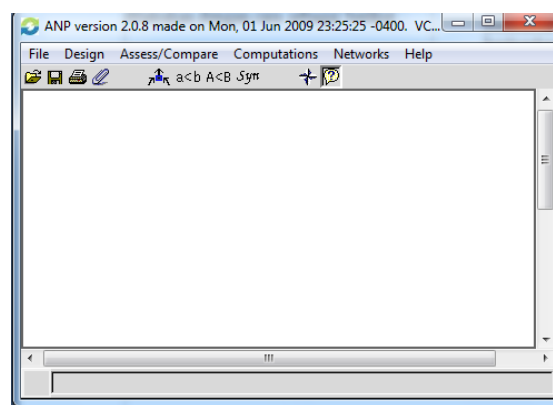 ANP version 2.0.8 made on Mon, 01 Jun 2009 23:25:25 -0400. VC...
File Design Assess/Compare Computations Networks Help
a<b A<B Syn